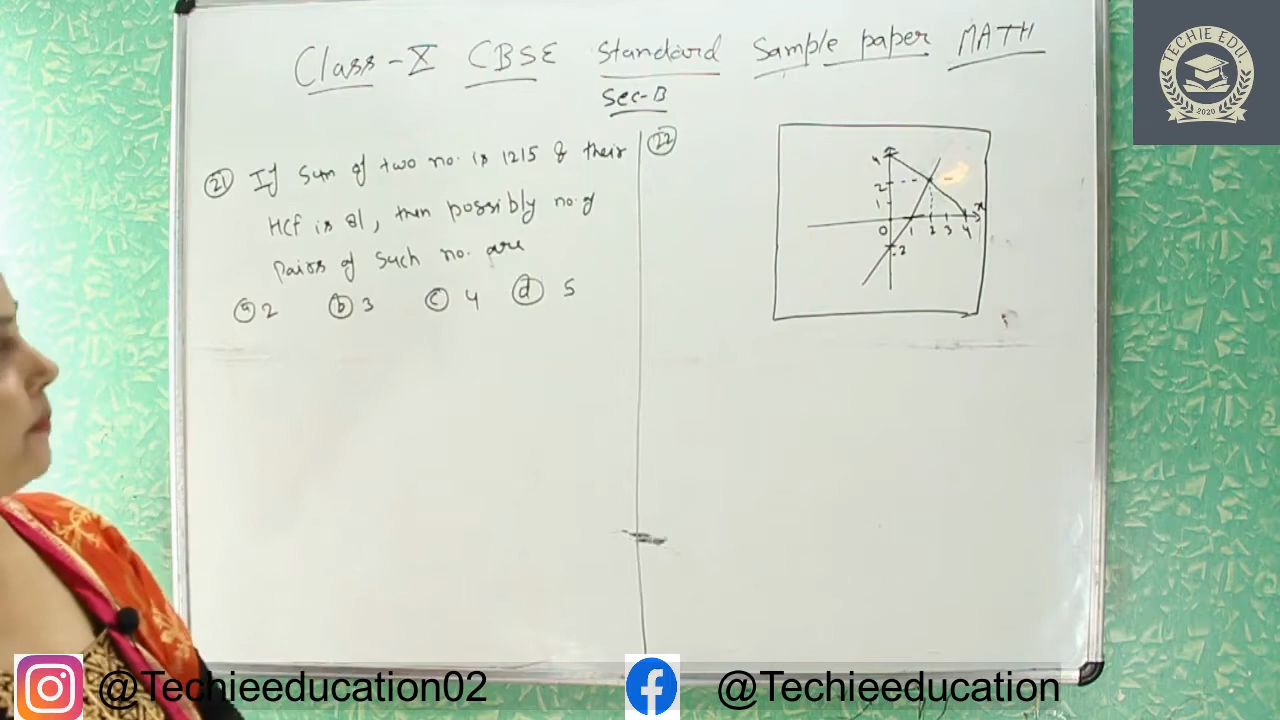 Class-X CBSE Standard Sample paper MATH
Sec-B
TECHIE EDU.
2020
(21) If Sum of two no. is 1215 & their
HCf is 81, then possibly no. of
pairs of such no. are
(a) 2 (b) 3 (c) 4 (d) 5
(22)
4
2
1
x
0 1 2 3 4
-2
@Techieeducation02 @Techieeducation